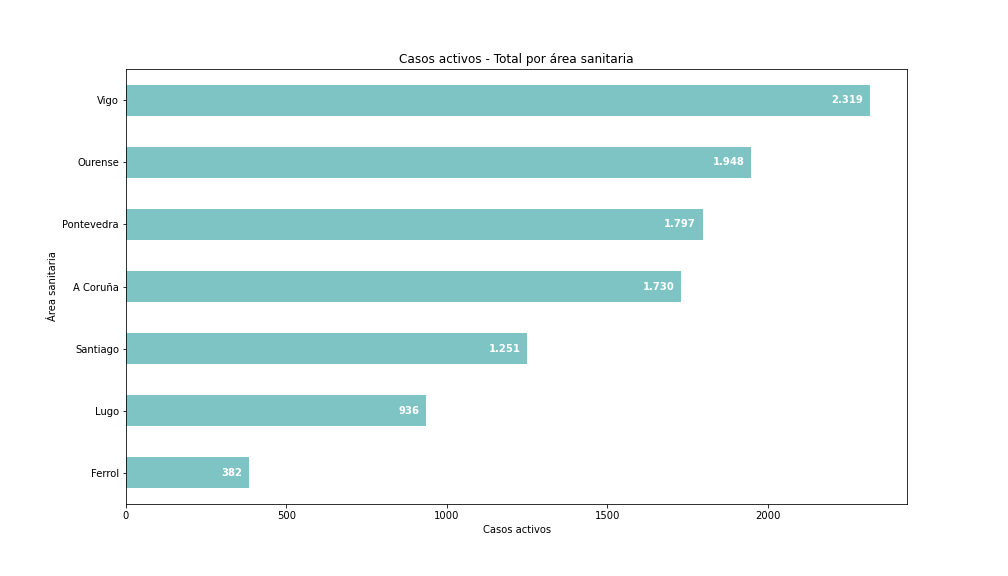 Casos activos - Total por área sanitaria
Vigo
2.319
Ourense
1.948
Pontevedra
1.797
A Coruña
1.730
Santiago
1.251
Lugo
936
Ferrol
382
Área sanitaria
0 500 1000 1500 2000
Casos activos